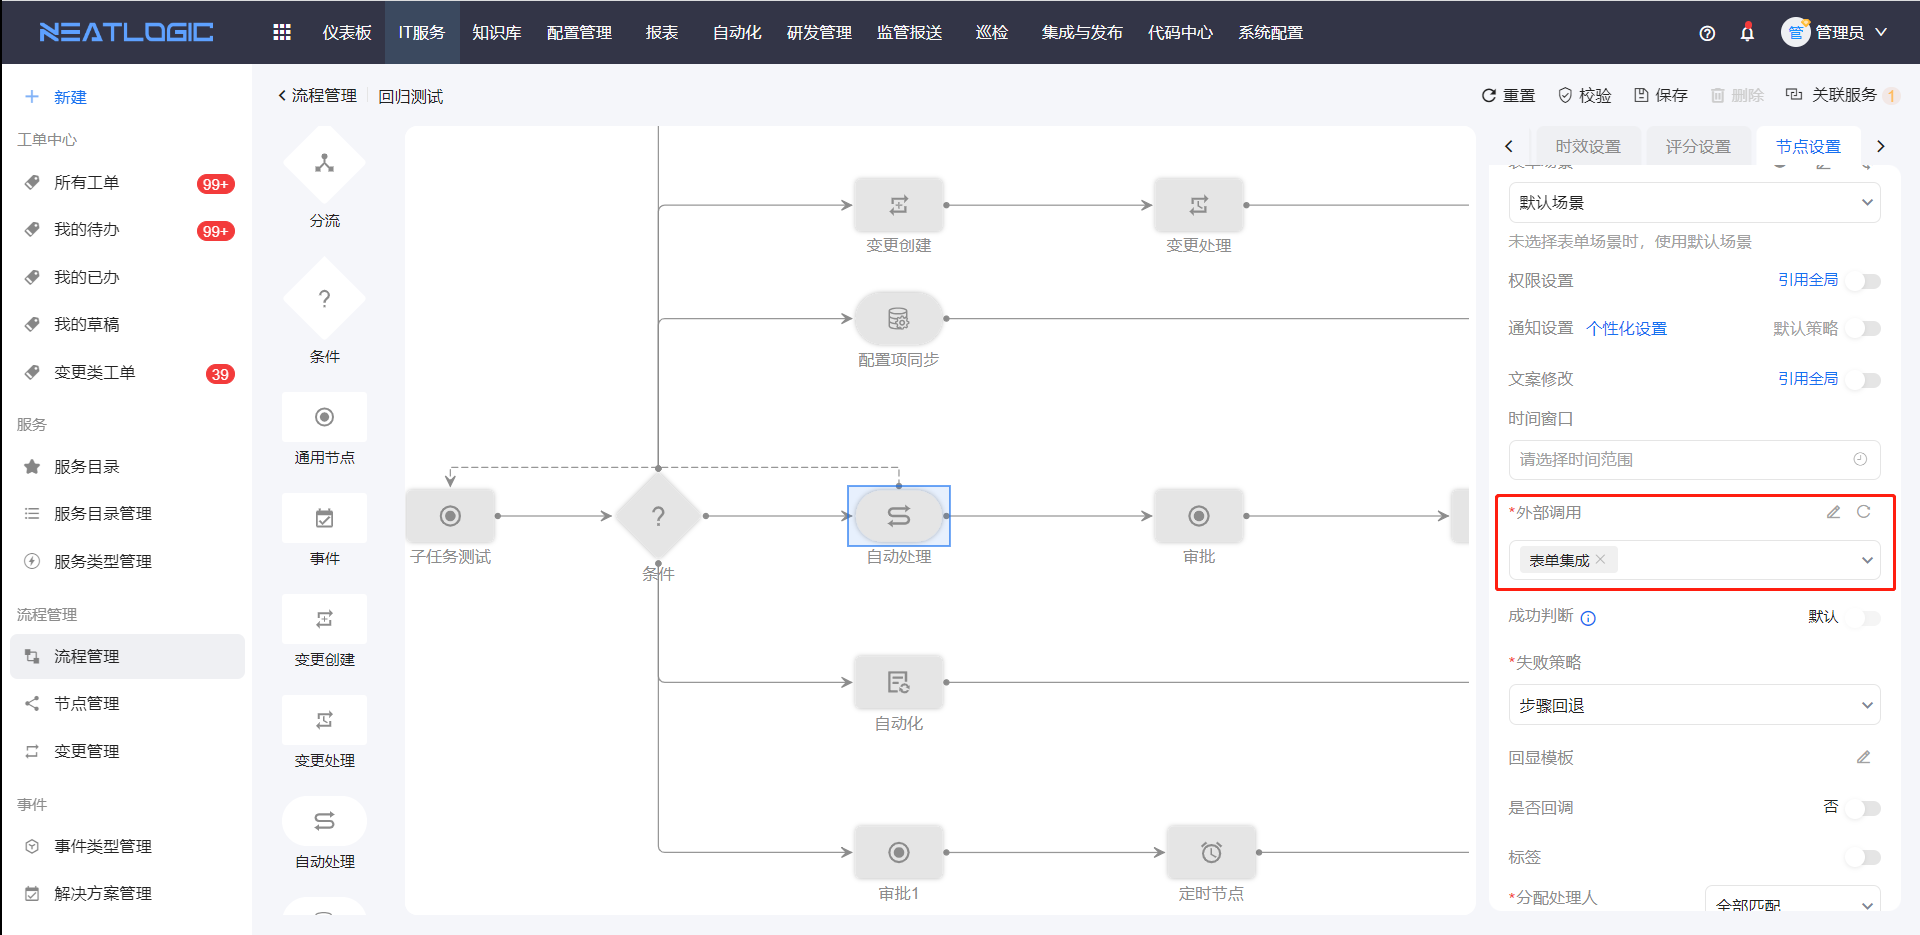 NEATLOGIC
仪表板
IT服务
知识库
配置管理
报表
自动化
研发管理
监管报送
巡检
集成与发布
代码中心
系统配置
管
管理员
新建
工单中心
所有工单
99+
我的待办
99+
我的已办
我的草稿
变更类工单
39
服务
服务目录
服务目录管理
服务类型管理
流程管理
流程管理
节点管理
变更管理
事件
事件类型管理
解决方案管理
流程管理
回归测试
重置
校验
保存
删除
关联服务
1
分流
条件
通用节点
事件
变更创建
变更处理
自动处理
变更创建
变更处理
配置项同步
子任务测试
条件
自动处理
审批
自动化
审批1
定时节点
时效设置
评分设置
节点设置
表单场景
默认场景
未选择表单场景时，使用默认场景
权限设置
引用全局
通知设置
个性化设置
默认策略
文案修改
引用全局
时间窗口
请选择时间范围
*外部调用
表单集成
成功判断
默认
*失败策略
步骤回退
回显模板
是否回调
否
标签
*分配处理人
全部匹配